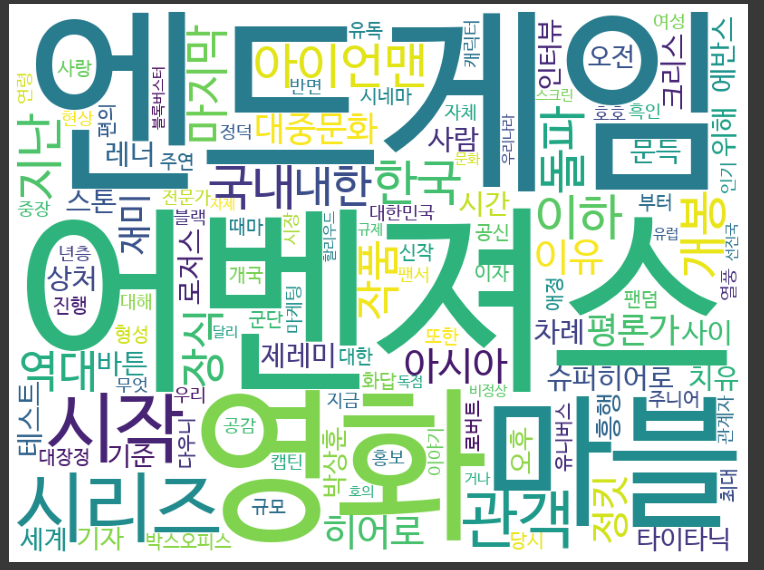 엔드게임
어벤져스
영화
마블
시작
시리즈
아이언맨
마지막
지난
사랑
연령
현상
편의
블록버스터
유독
반면
시네마
대중문화
정덕
레너
주연
중장
스톤
재미
전문가
자체
블랙
국내
내한
한국
사람
자체
문화
캐릭터
우리나라
인터뷰
스크린
호호
흑인
오전
크리스
여성
에반스
위해
인기
문득
돌파
부터
유럽
선진국
열풍
개봉
이하
이유
시간
공신
이자
대한민국
규제
신작
팬서
작품
할리우드
시장
때마
개국
로저스
년층
상처
진행
대해
형성
군단
마케팅
달리
장식
역대
바튼
무엇
제레미
대한
또한
아시아
화답
독점
비정상
애정
팬덤
차례
평론가
사이
슈퍼히어로
치유
주니어
관계자
최대
흥행
유니버스
로버트
오후
정킷
거나
이야기
관객
당시
타이타닉
히어로
호의
홍보
박상훈
지금
공감
캡틴
규모
우리
다우니
기준
대장정
테스트
세계
기자
박스오피스